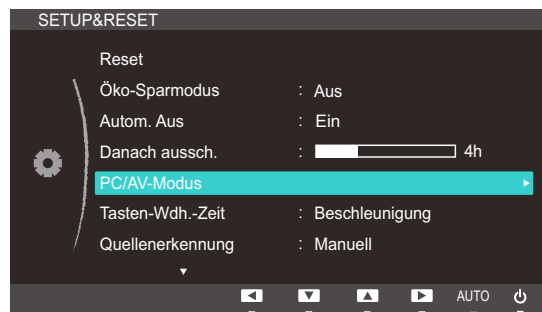 SETUP&RESET
Reset
Öko-Sparmodus : Aus
Autom. Aus : Ein
Danach aussch. : 4h
PC/AV-Modus
Tasten-Wdh.-Zeit : Beschleunigung
Quellenerkennung : Manuell
AUTO